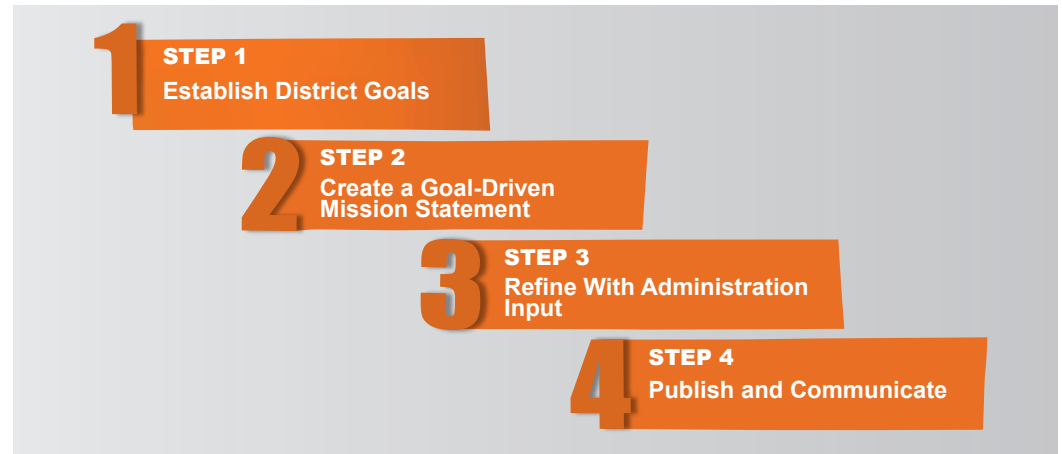 1
STEP 1
Establish District Goals
2
STEP 2
Create a Goal-Driven
Mission Statement
3
STEP 3
Refine With Administration
Input
4
STEP 4
Publish and Communicate